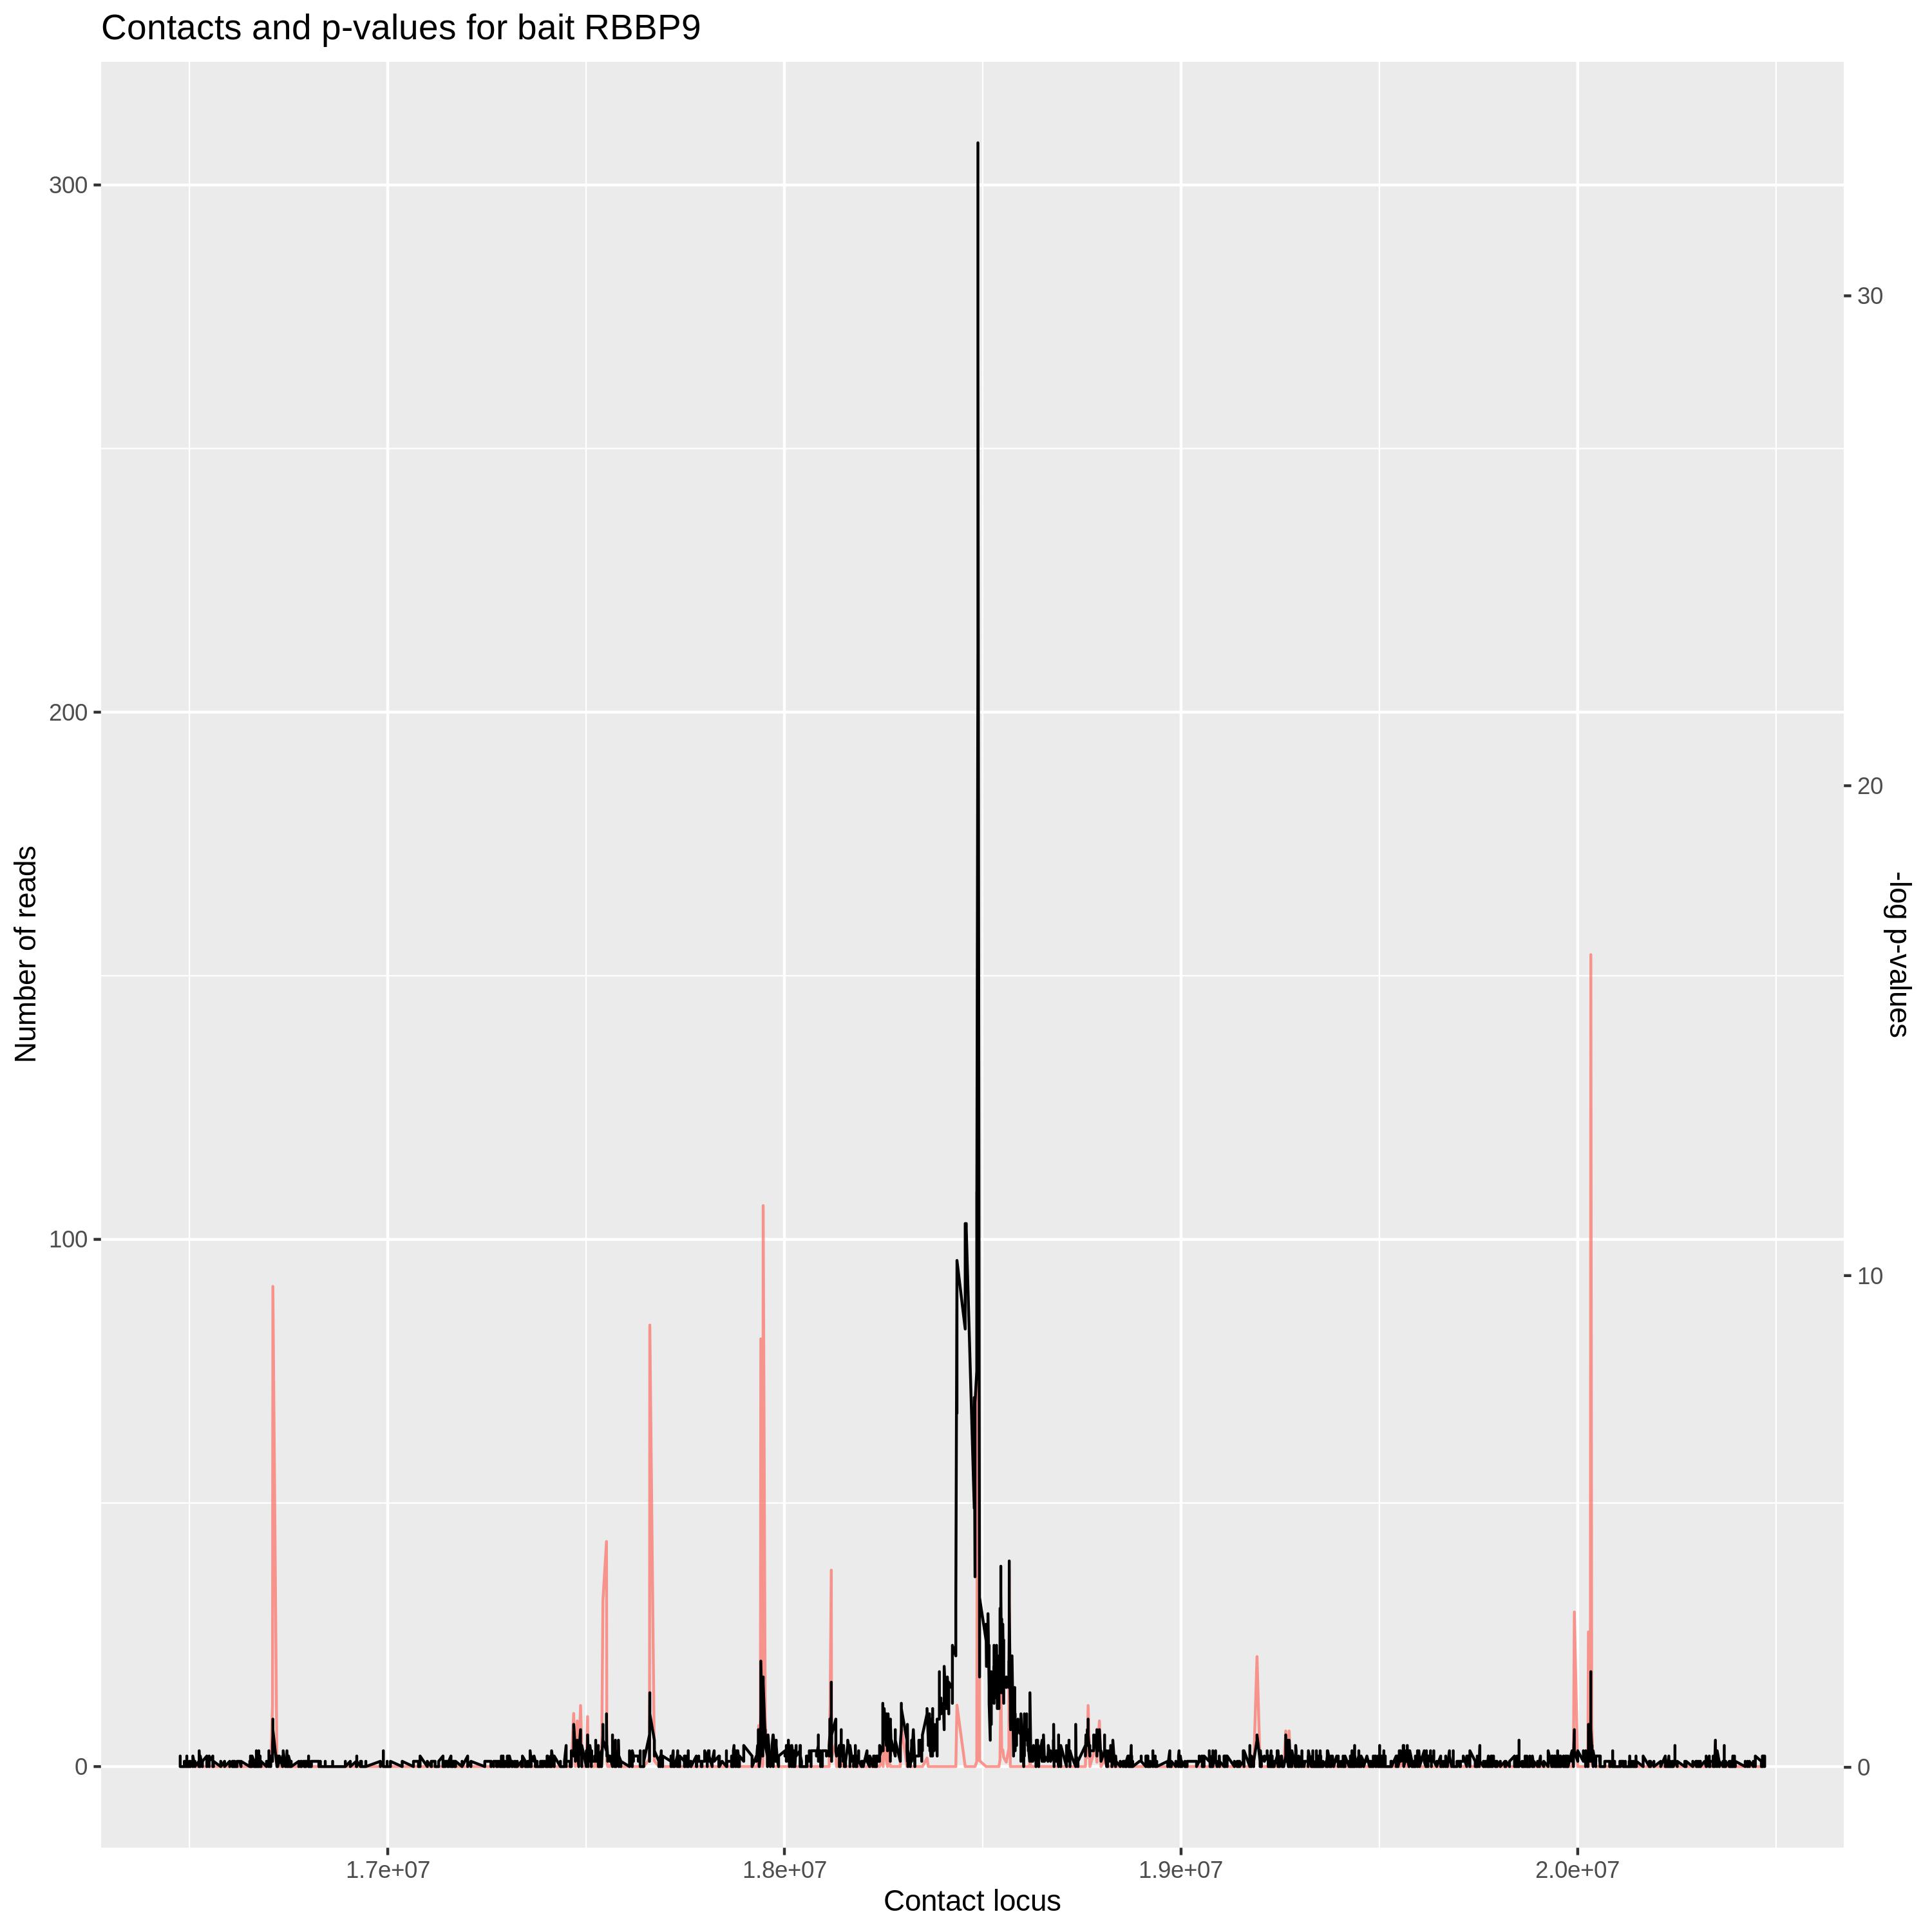 Contacts and p-values for bait RBBP9
300
200
100
0
Number of reads
30
20
10
0
-log p-values
1.7e+07
1.8e+07
1.9e+07
2.0e+07
Contact locus